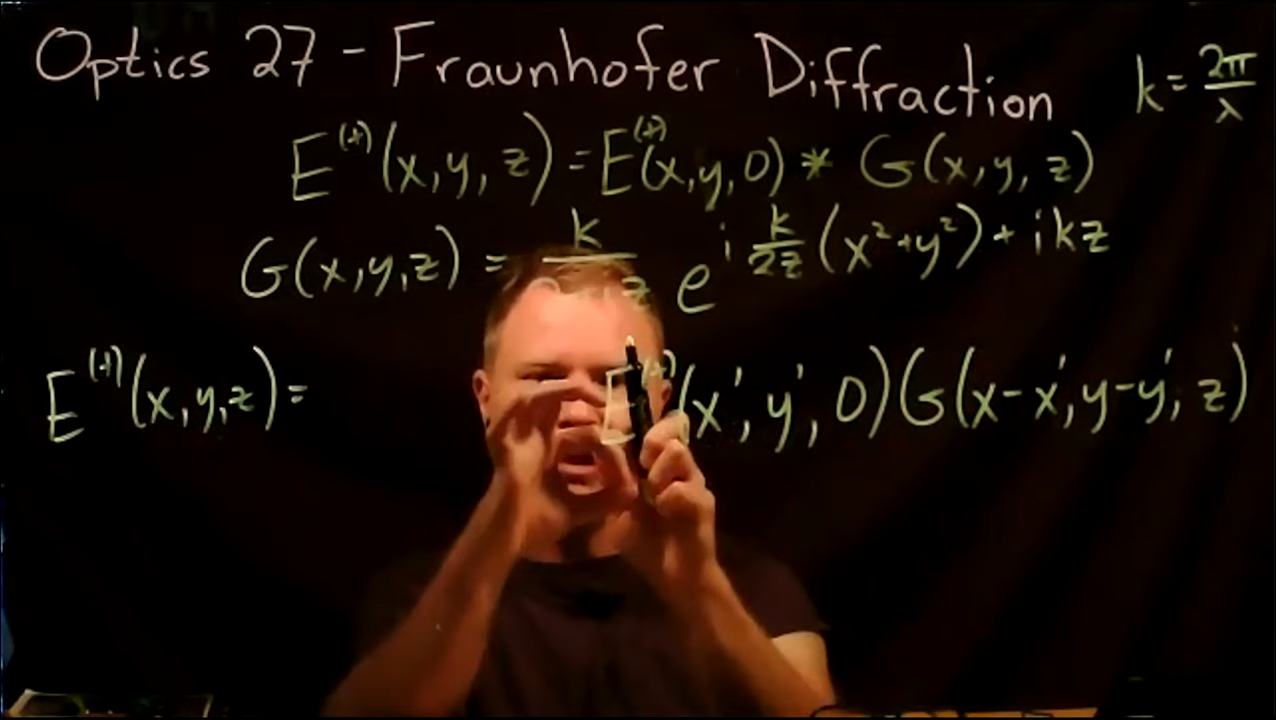 Optics 27 - Fraunhofer Diffraction
k = 2π/λ
E⁽⁺⁾(x, y, z) = E⁽⁺⁾(x, y, 0) * G(x, y, z)
G(x, y, z) = k/ z e^{i k/2z (x² + y²) + ikz}
E⁽⁺⁾(x, y, z) = E⁽⁺⁾(x', y', 0) G(x - x', y - y', z)